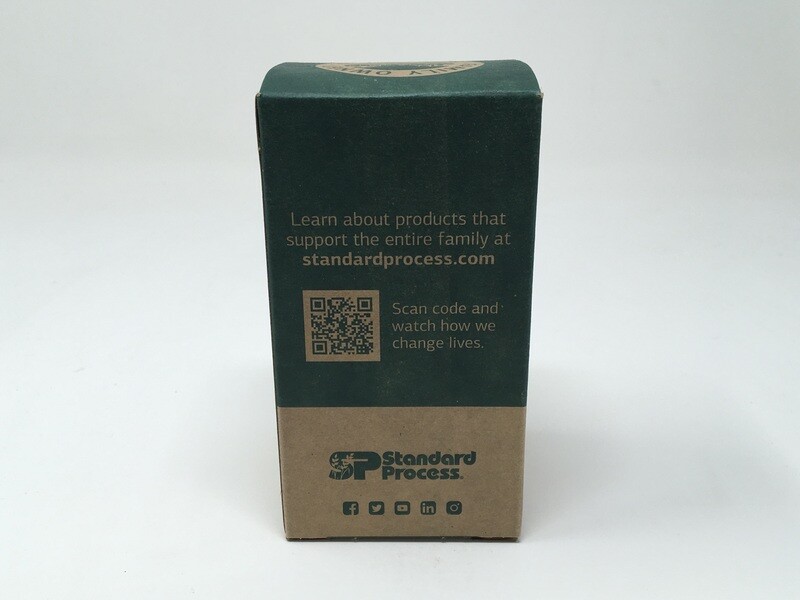 Learn about products that
support the entire family at
standardprocess.com
Scan code and
watch how we
change lives.
SP Standard
Process.